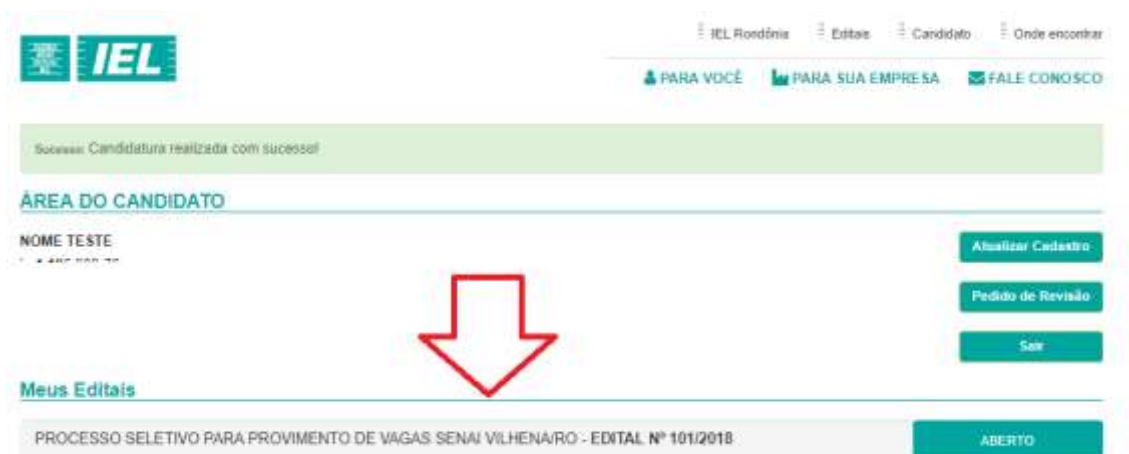 IEL
IEL Rondônia Editais Candidato Onde encontrar
PARA VOCÊ PARA SUA EMPRESA FALE CONOSCO
Sucesso: Candidatura realizada com sucesso!
ÁREA DO CANDIDATO
NOME TESTE
Atualizar Cadastro
Pedido de Revisão
Sair
Meus Editais
PROCESSO SELETIVO PARA PROVIMENTO DE VAGAS SENAI VILHENA/RO - EDITAL Nº 101/2018
ABERTO